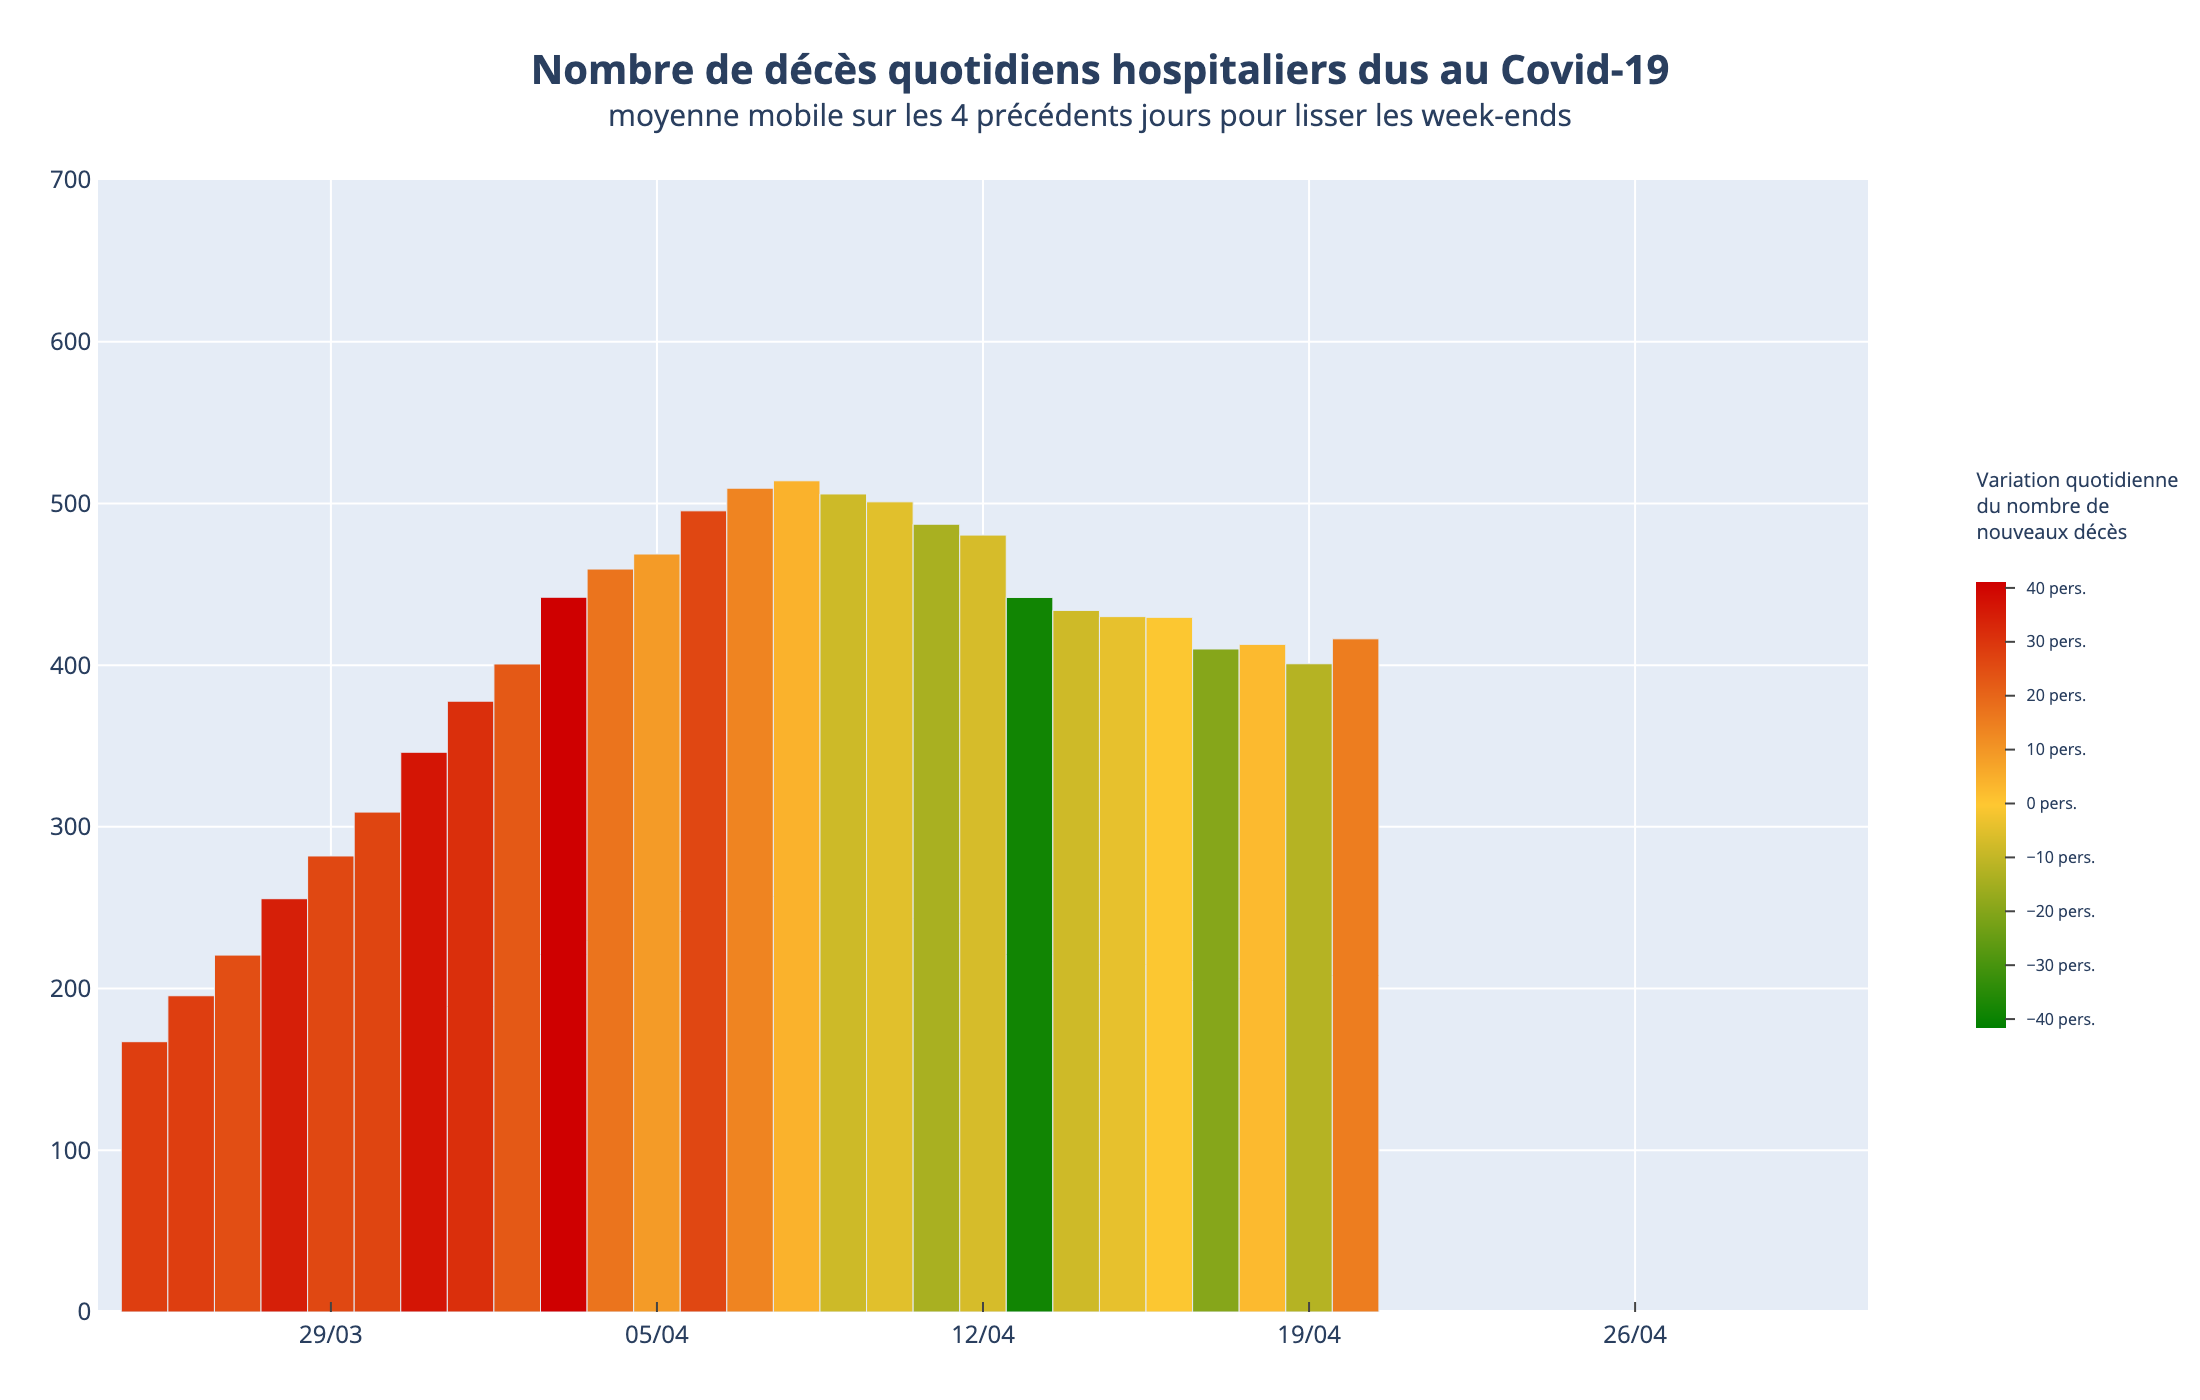 Nombre de décès quotidiens hospitaliers dus au Covid-19
moyenne mobile sur les 4 précédents jours pour lisser les week-ends
700
600
500
400
300
200
100
0
29/03
05/04
12/04
19/04
26/04
Variation quotidienne
du nombre de
nouveaux décès
40 pers.
30 pers.
20 pers.
10 pers.
0 pers.
−10 pers.
−20 pers.
−30 pers.
−40 pers.